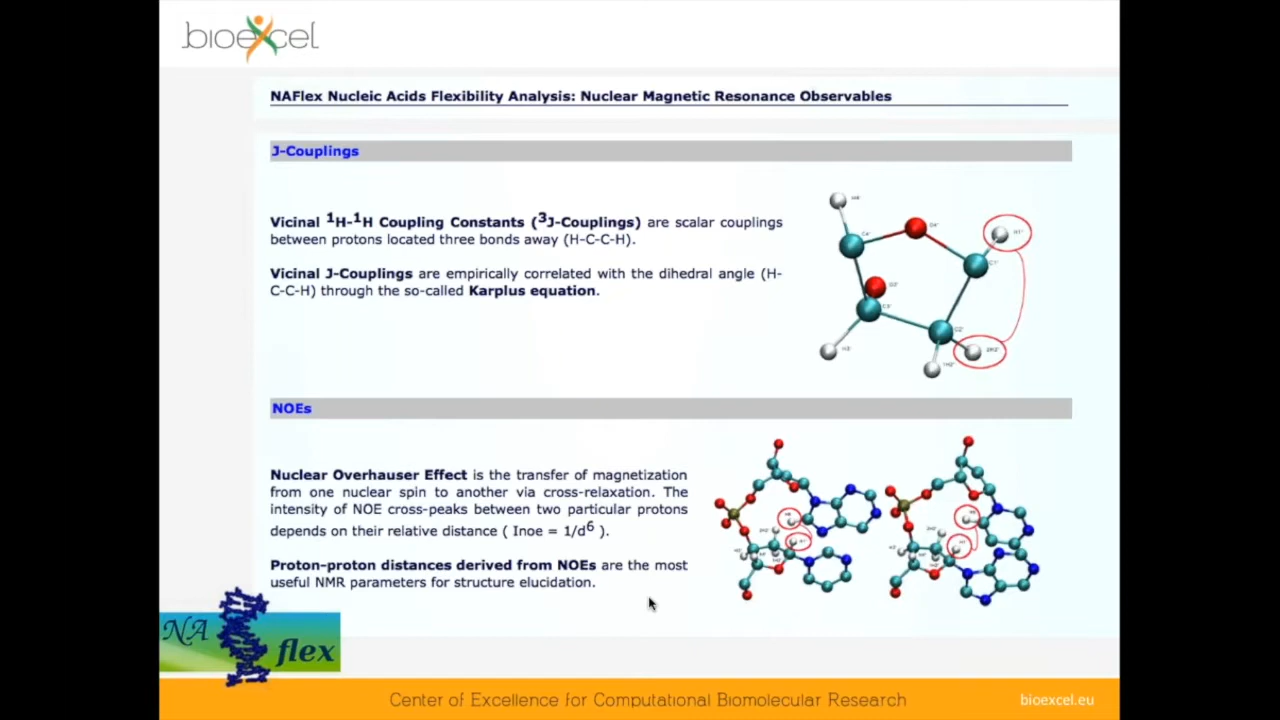 bioexcel
NAFlex Nucleic Acids Flexibility Analysis: Nuclear Magnetic Resonance Observables
J-Couplings
Vicinal ¹H-¹H Coupling Constants (³J-Couplings) are scalar couplings
between protons located three bonds away (H-C-C-H).
Vicinal J-Couplings are empirically correlated with the dihedral angle (H-
C-C-H) through the so-called Karplus equation.
NOEs
Nuclear Overhauser Effect is the transfer of magnetization
from one nuclear spin to another via cross-relaxation. The
intensity of NOE cross-peaks between two particular protons
depends on their relative distance ( Inoe = 1/d⁶ ).
Proton-proton distances derived from NOEs are the most
useful NMR parameters for structure elucidation.
NA
flex
Center of Excellence for Computational Biomolecular Research
bioexcel.eu